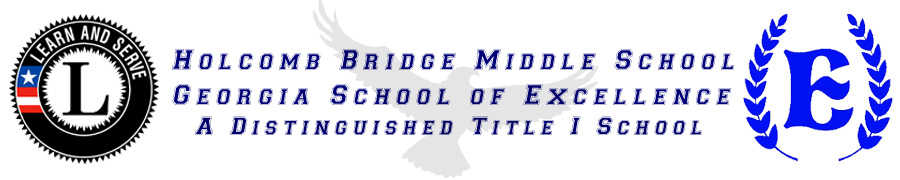 LEARN AND SERVE
L
Holcomb Bridge Middle School
Georgia School of Excellence
A Distinguished Title I School
E